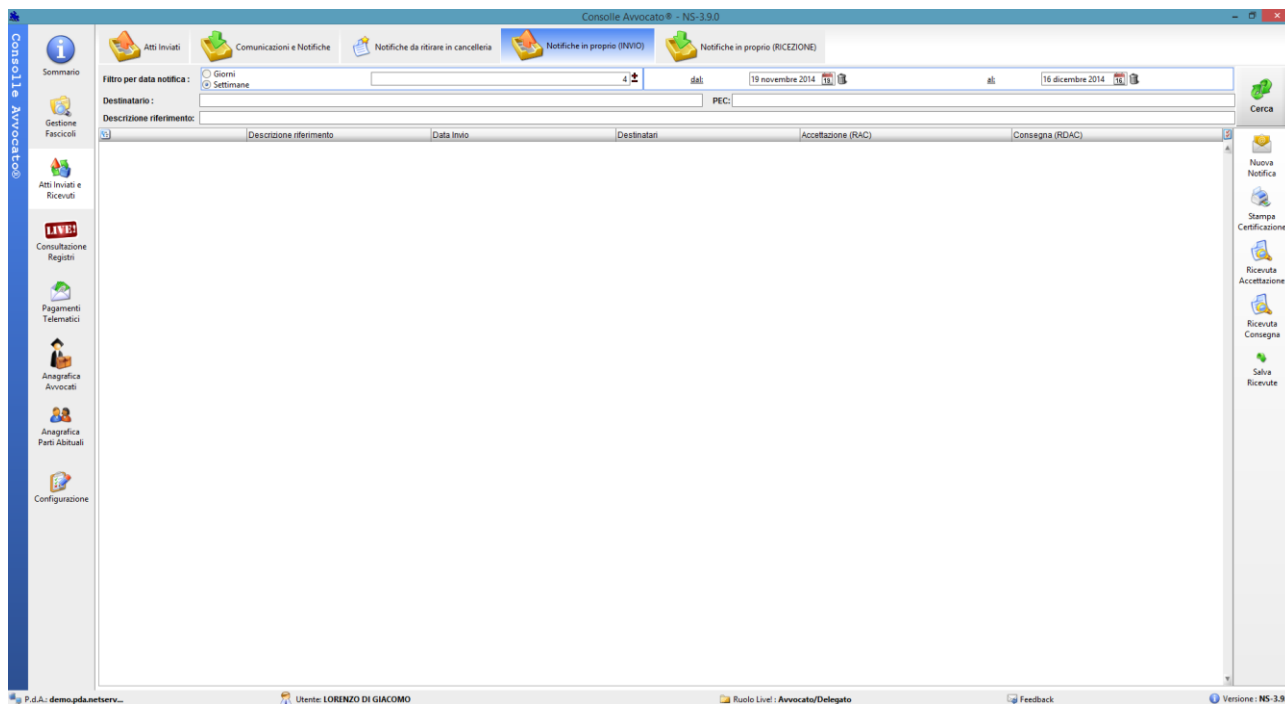 Consolle Avvocato® - NS-3.9.0
Consolle Avvocato®
Sommario
Gestione
Fascicoli
Atti Inviati e
Ricevuti
LIVE!
Consultazione
Registri
Pagamenti
Telematici
Anagrafica
Avvocati
Anagrafica
Parti Abituali
Configurazione
Atti Inviati
Comunicazioni e Notifiche
Notifiche da ritirare in cancelleria
Notifiche in proprio (INVIO)
Notifiche in proprio (RICEZIONE)
Filtro per data notifica :
Giorni
Settimane
4
dal:
19 novembre 2014
19
al:
16 dicembre 2014
16
Destinatario :
PEC:
Descrizione riferimento:
Cerca
Descrizione riferimento
Data Invio
Destinatari
Accettazione (RAC)
Consegna (RDAC)
Nuova
Notifica
Stampa
Certificazione
Ricevuta
Accettazione
Ricevuta
Consegna
Salva
Ricevute
P.d.A.: demo.pda.netserv...
Utente: LORENZO DI GIACOMO
Ruolo Live! : Avvocato/Delegato
Feedback
Versione : NS-3.9